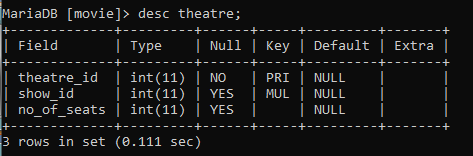 MariaDB [movie]> desc theatre;
+-------------+---------+------+-----+---------+-------+
| Field       | Type    | Null | Key | Default | Extra |
+-------------+---------+------+-----+---------+-------+
| theatre_id  | int(11) | NO   | PRI | NULL    |       |
| show_id     | int(11) | YES  | MUL | NULL    |       |
| no_of_seats | int(11) | YES  |     | NULL    |       |
+-------------+---------+------+-----+---------+-------+
3 rows in set (0.111 sec)